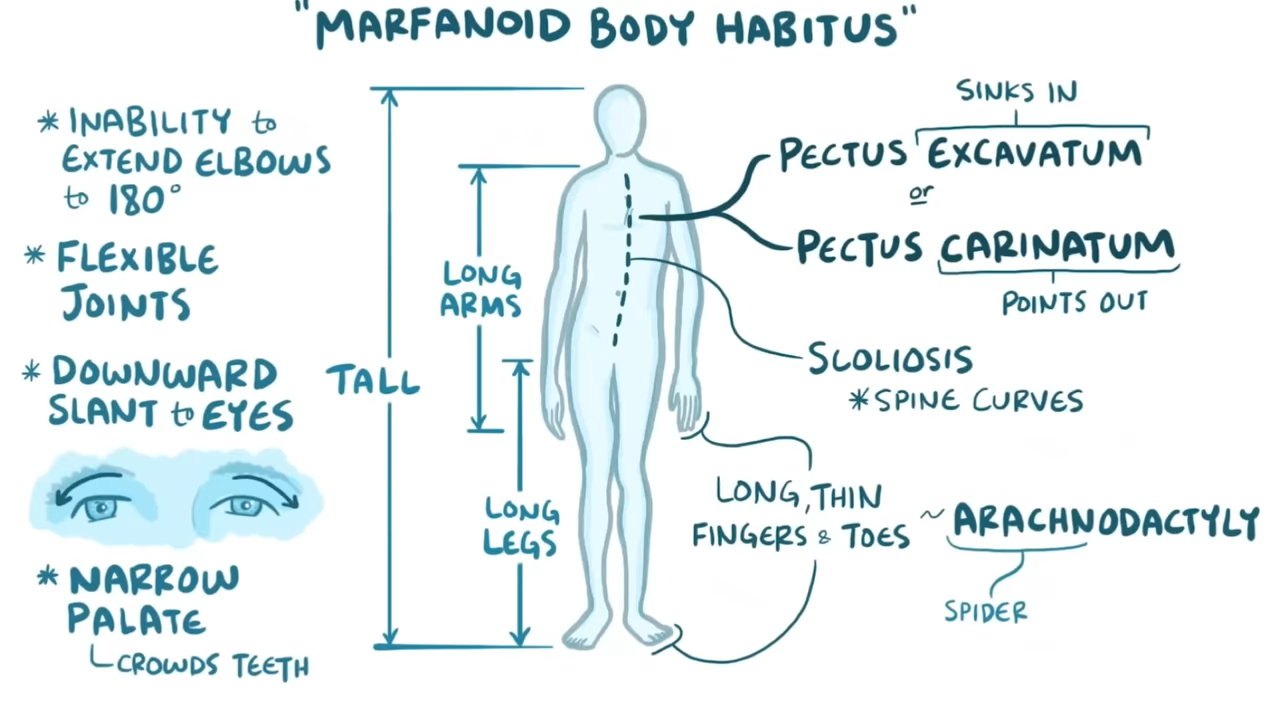 "MARFANOID BODY HABITUS"
* INABILITY to
EXTEND ELBOWS
to 180°
* FLEXIBLE
JOINTS
* DOWNWARD
SLANT to EYES
* NARROW
PALATE
CROWDS TEETH
TALL
LONG
ARMS
LONG
LEGS
SINKS IN
PECTUS EXCAVATUM
or
PECTUS CARINATUM
POINTS OUT
SCOLIOSIS
* SPINE CURVES
LONG, THIN
FINGERS & TOES ~ ARACHNODACTYLY
SPIDER